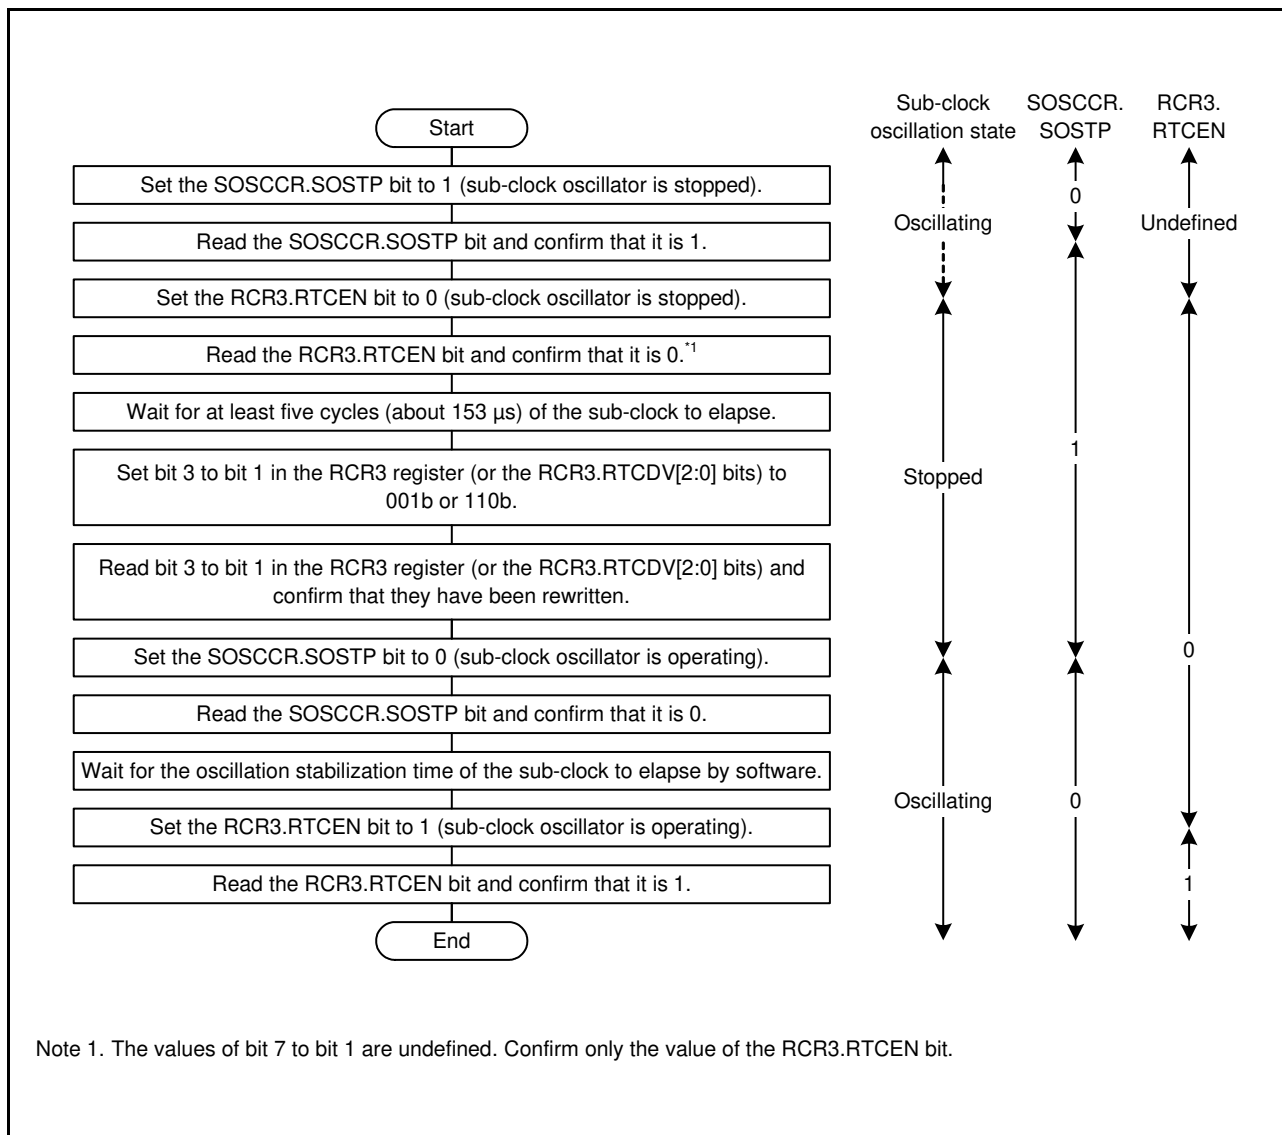 Start
Set the SOSCCR.SOSTP bit to 1 (sub-clock oscillator is stopped).
Read the SOSCCR.SOSTP bit and confirm that it is 1.
Set the RCR3.RTCEN bit to 0 (sub-clock oscillator is stopped).
Read the RCR3.RTCEN bit and confirm that it is 0.*1
Wait for at least five cycles (about 153 µs) of the sub-clock to elapse.
Set bit 3 to bit 1 in the RCR3 register (or the RCR3.RTCDV[2:0] bits) to
001b or 110b.
Read bit 3 to bit 1 in the RCR3 register (or the RCR3.RTCDV[2:0] bits) and
confirm that they have been rewritten.
Set the SOSCCR.SOSTP bit to 0 (sub-clock oscillator is operating).
Read the SOSCCR.SOSTP bit and confirm that it is 0.
Wait for the oscillation stabilization time of the sub-clock to elapse by software.
Set the RCR3.RTCEN bit to 1 (sub-clock oscillator is operating).
Read the RCR3.RTCEN bit and confirm that it is 1.
End
Sub-clock
oscillation state
Oscillating
Stopped
Oscillating
SOSCCR.
SOSTP
0
1
0
RCR3.
RTCEN
Undefined
0
1
Note 1. The values of bit 7 to bit 1 are undefined. Confirm only the value of the RCR3.RTCEN bit.